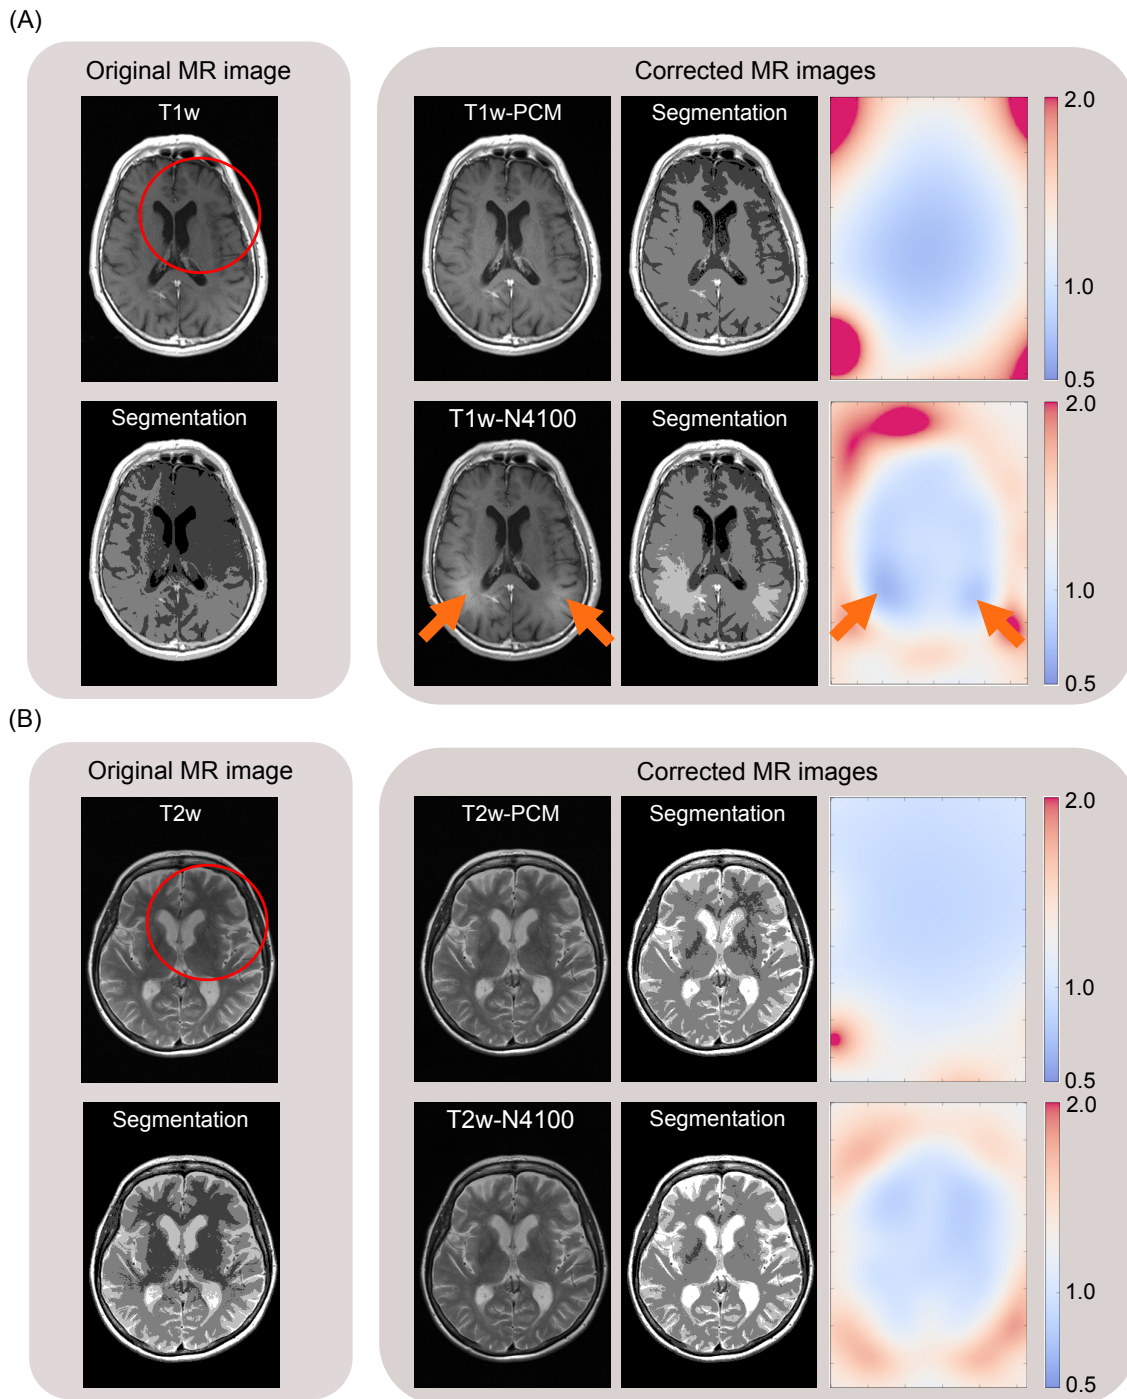 (A)
Original MR image
Corrected MR images
T1w
T1w-PCM
Segmentation
2.0
1.0
0.5
Segmentation
T1w-N4100
Segmentation
2.0
1.0
0.5
(B)
Original MR image
Corrected MR images
T2w
T2w-PCM
Segmentation
2.0
1.0
0.5
Segmentation
T2w-N4100
Segmentation
2.0
1.0
0.5